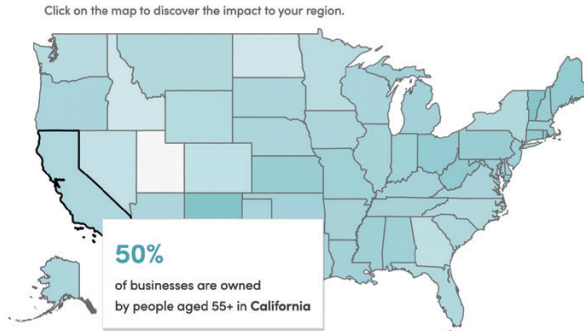 Click on the map to discover the impact to your region.
50%
of businesses are owned
by people aged 55+ in California